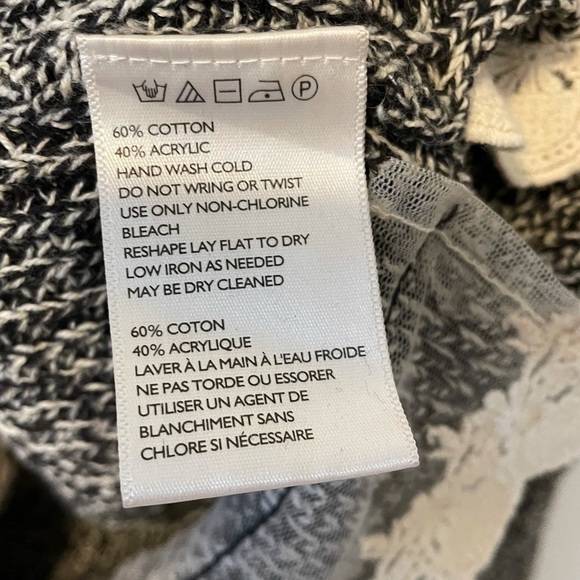 60% COTTON
40% ACRYLIC
HAND WASH COLD
DO NOT WRING OR TWIST
USE ONLY NON-CHLORINE
BLEACH
RESHAPE LAY FLAT TO DRY
LOW IRON AS NEEDED
MAY BE DRY CLEANED
60% COTON
40% ACRYLIQUE
LAVER À LA MAIN À L'EAU FROIDE
NE PAS TORDE OU ESSORER
UTILISER UN AGENT DE
BLANCHIMENT SANS
CHLORE SI NÉCESSAIRE